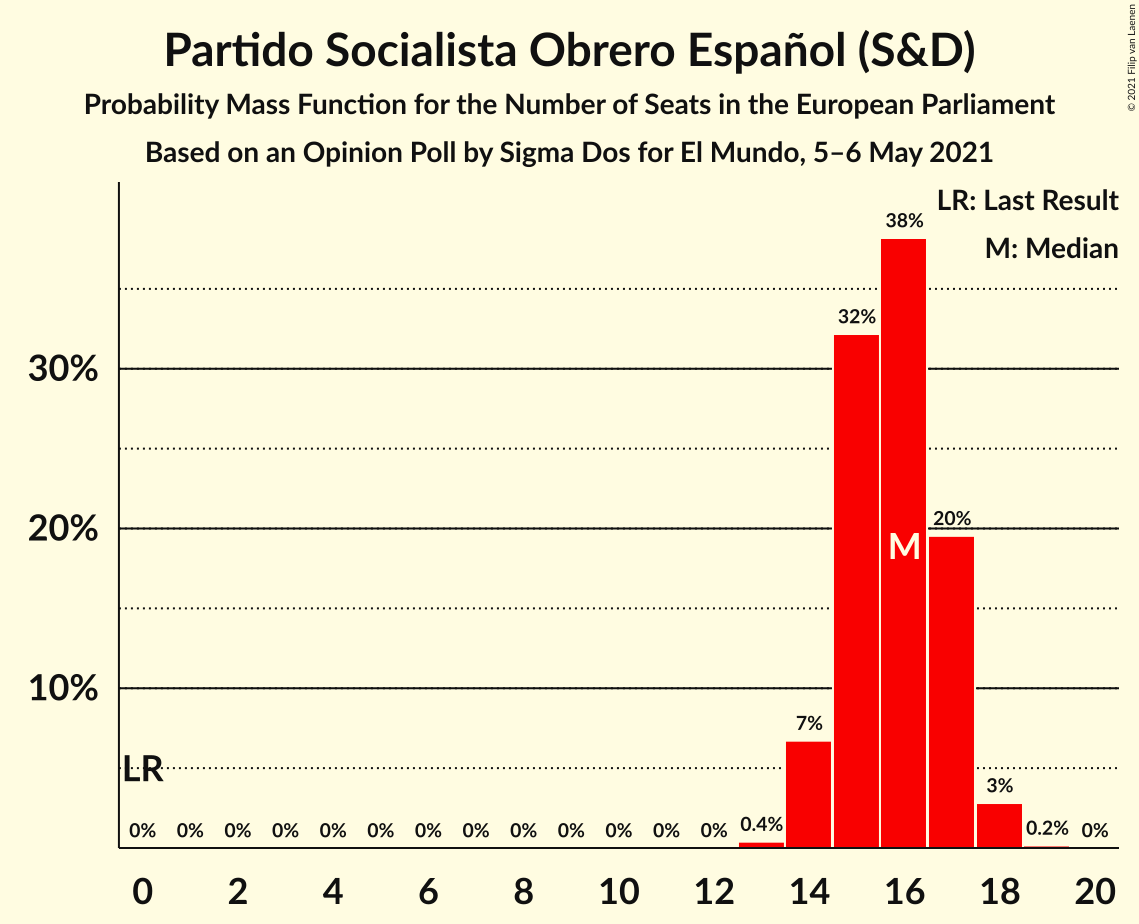 Partido Socialista Obrero Español (S&D)
Probability Mass Function for the Number of Seats in the European Parliament
Based on an Opinion Poll by Sigma Dos for El Mundo, 5–6 May 2021
© 2021 Filip van Laenen
LR: Last Result
M: Median
38%
32%
30%
20%
20%
M
10%
7%
LR
3%
0% 0% 0% 0% 0% 0% 0% 0% 0% 0% 0% 0% 0% 0.4% 0.2% 0%
0 2 4 6 8 10 12 14 16 18 20